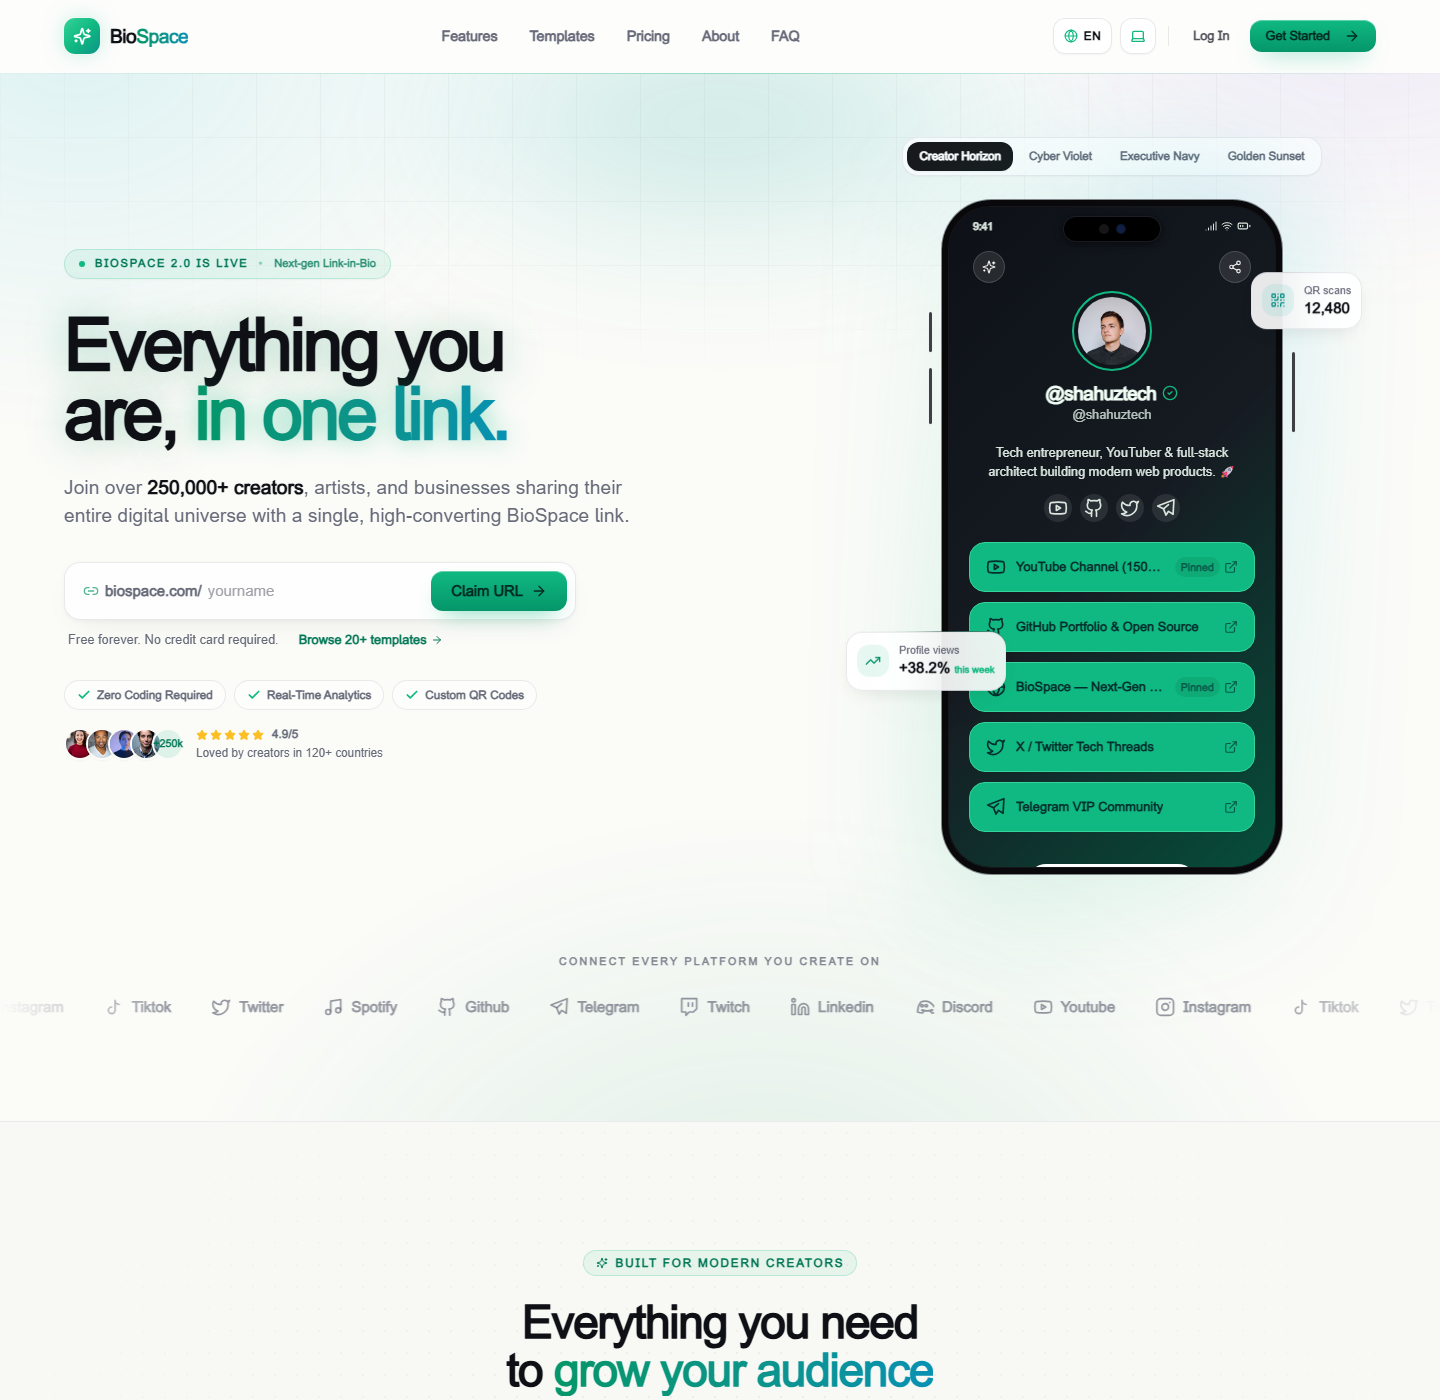 BioSpace
Features Templates Pricing About FAQ
EN
Log In
Get Started
Creator Horizon Cyber Violet Executive Navy Golden Sunset
BIOSPACE 2.0 IS LIVE • Next-gen Link-in-Bio
Everything you
are, in one link.
Join over 250,000+ creators, artists, and businesses sharing their
entire digital universe with a single, high-converting BioSpace link.
biospace.com/ yourname
Claim URL
Free forever. No credit card required. Browse 20+ templates
Zero Coding Required Real-Time Analytics Custom QR Codes
250k
4.9/5
Loved by creators in 120+ countries
9:41
QR scans
12,480
@shahuztech
@shahuztech
Tech entrepreneur, YouTuber & full-stack
architect building modern web products. 🚀
YouTube Channel (150... Pinned
GitHub Portfolio & Open Source
Profile views
+38.2% this week
BioSpace — Next-Gen ... Pinned
X / Twitter Tech Threads
Telegram VIP Community
CONNECT EVERY PLATFORM YOU CREATE ON
stagram Tiktok Twitter Spotify Github Telegram Twitch Linkedin Discord Youtube Instagram Tiktok
BUILT FOR MODERN CREATORS
Everything you need
to grow your audience